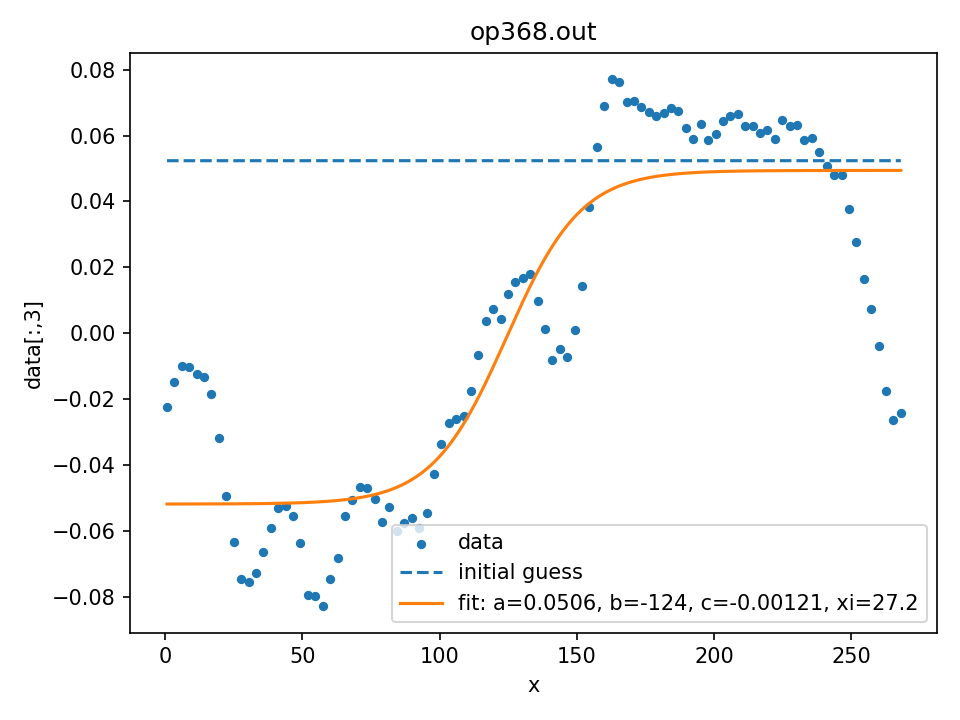 op368.out
0.08
0.06
0.04
0.02
0.00
−0.02
−0.04
−0.06
−0.08
data[:,3]
data
initial guess
fit: a=0.0506, b=-124, c=-0.00121, xi=27.2
0 50 100 150 200 250
x